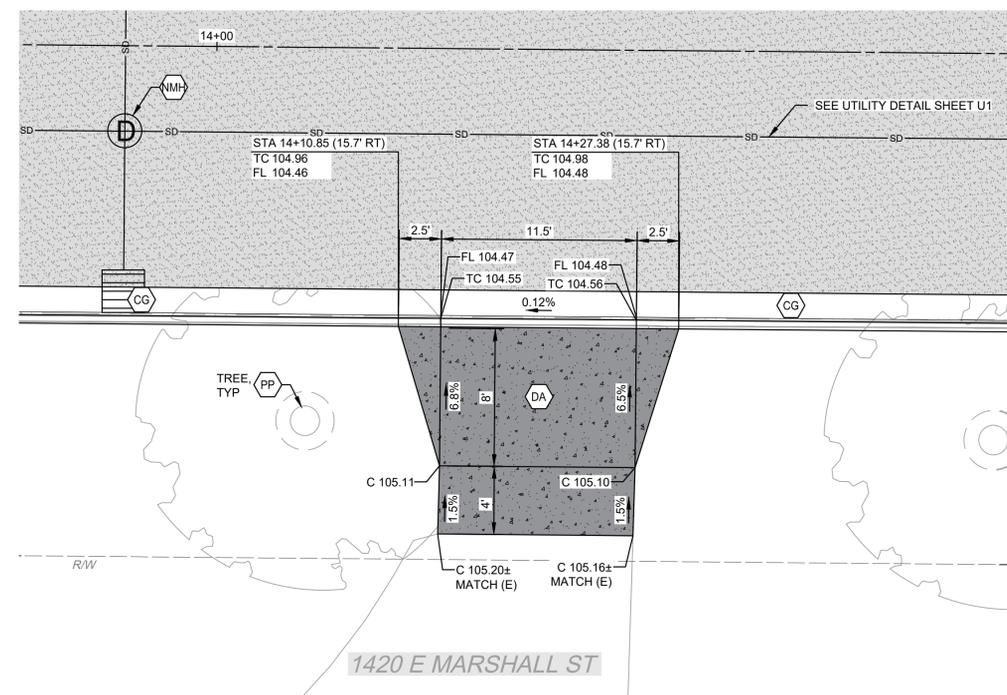 14+00
SD
NMH
SEE UTILITY DETAIL SHEET U1
SD
D
SD
SD
SD
SD
SD
SD
STA 14+10.85 (15.7' RT)
TC 104.96
FL 104.46
STA 14+27.38 (15.7' RT)
TC 104.98
FL 104.48
2.5'
11.5'
2.5'
FL 104.47
TC 104.55
FL 104.48
TC 104.56
CG
0.12%
CG
TREE,
TYP
PP
6.8%
8'
DA
6.5%
C 105.11
C 105.10
1.5%
4'
1.5%
R/W
C 105.20±
MATCH (E)
C 105.16±
MATCH (E)
1420 E MARSHALL ST